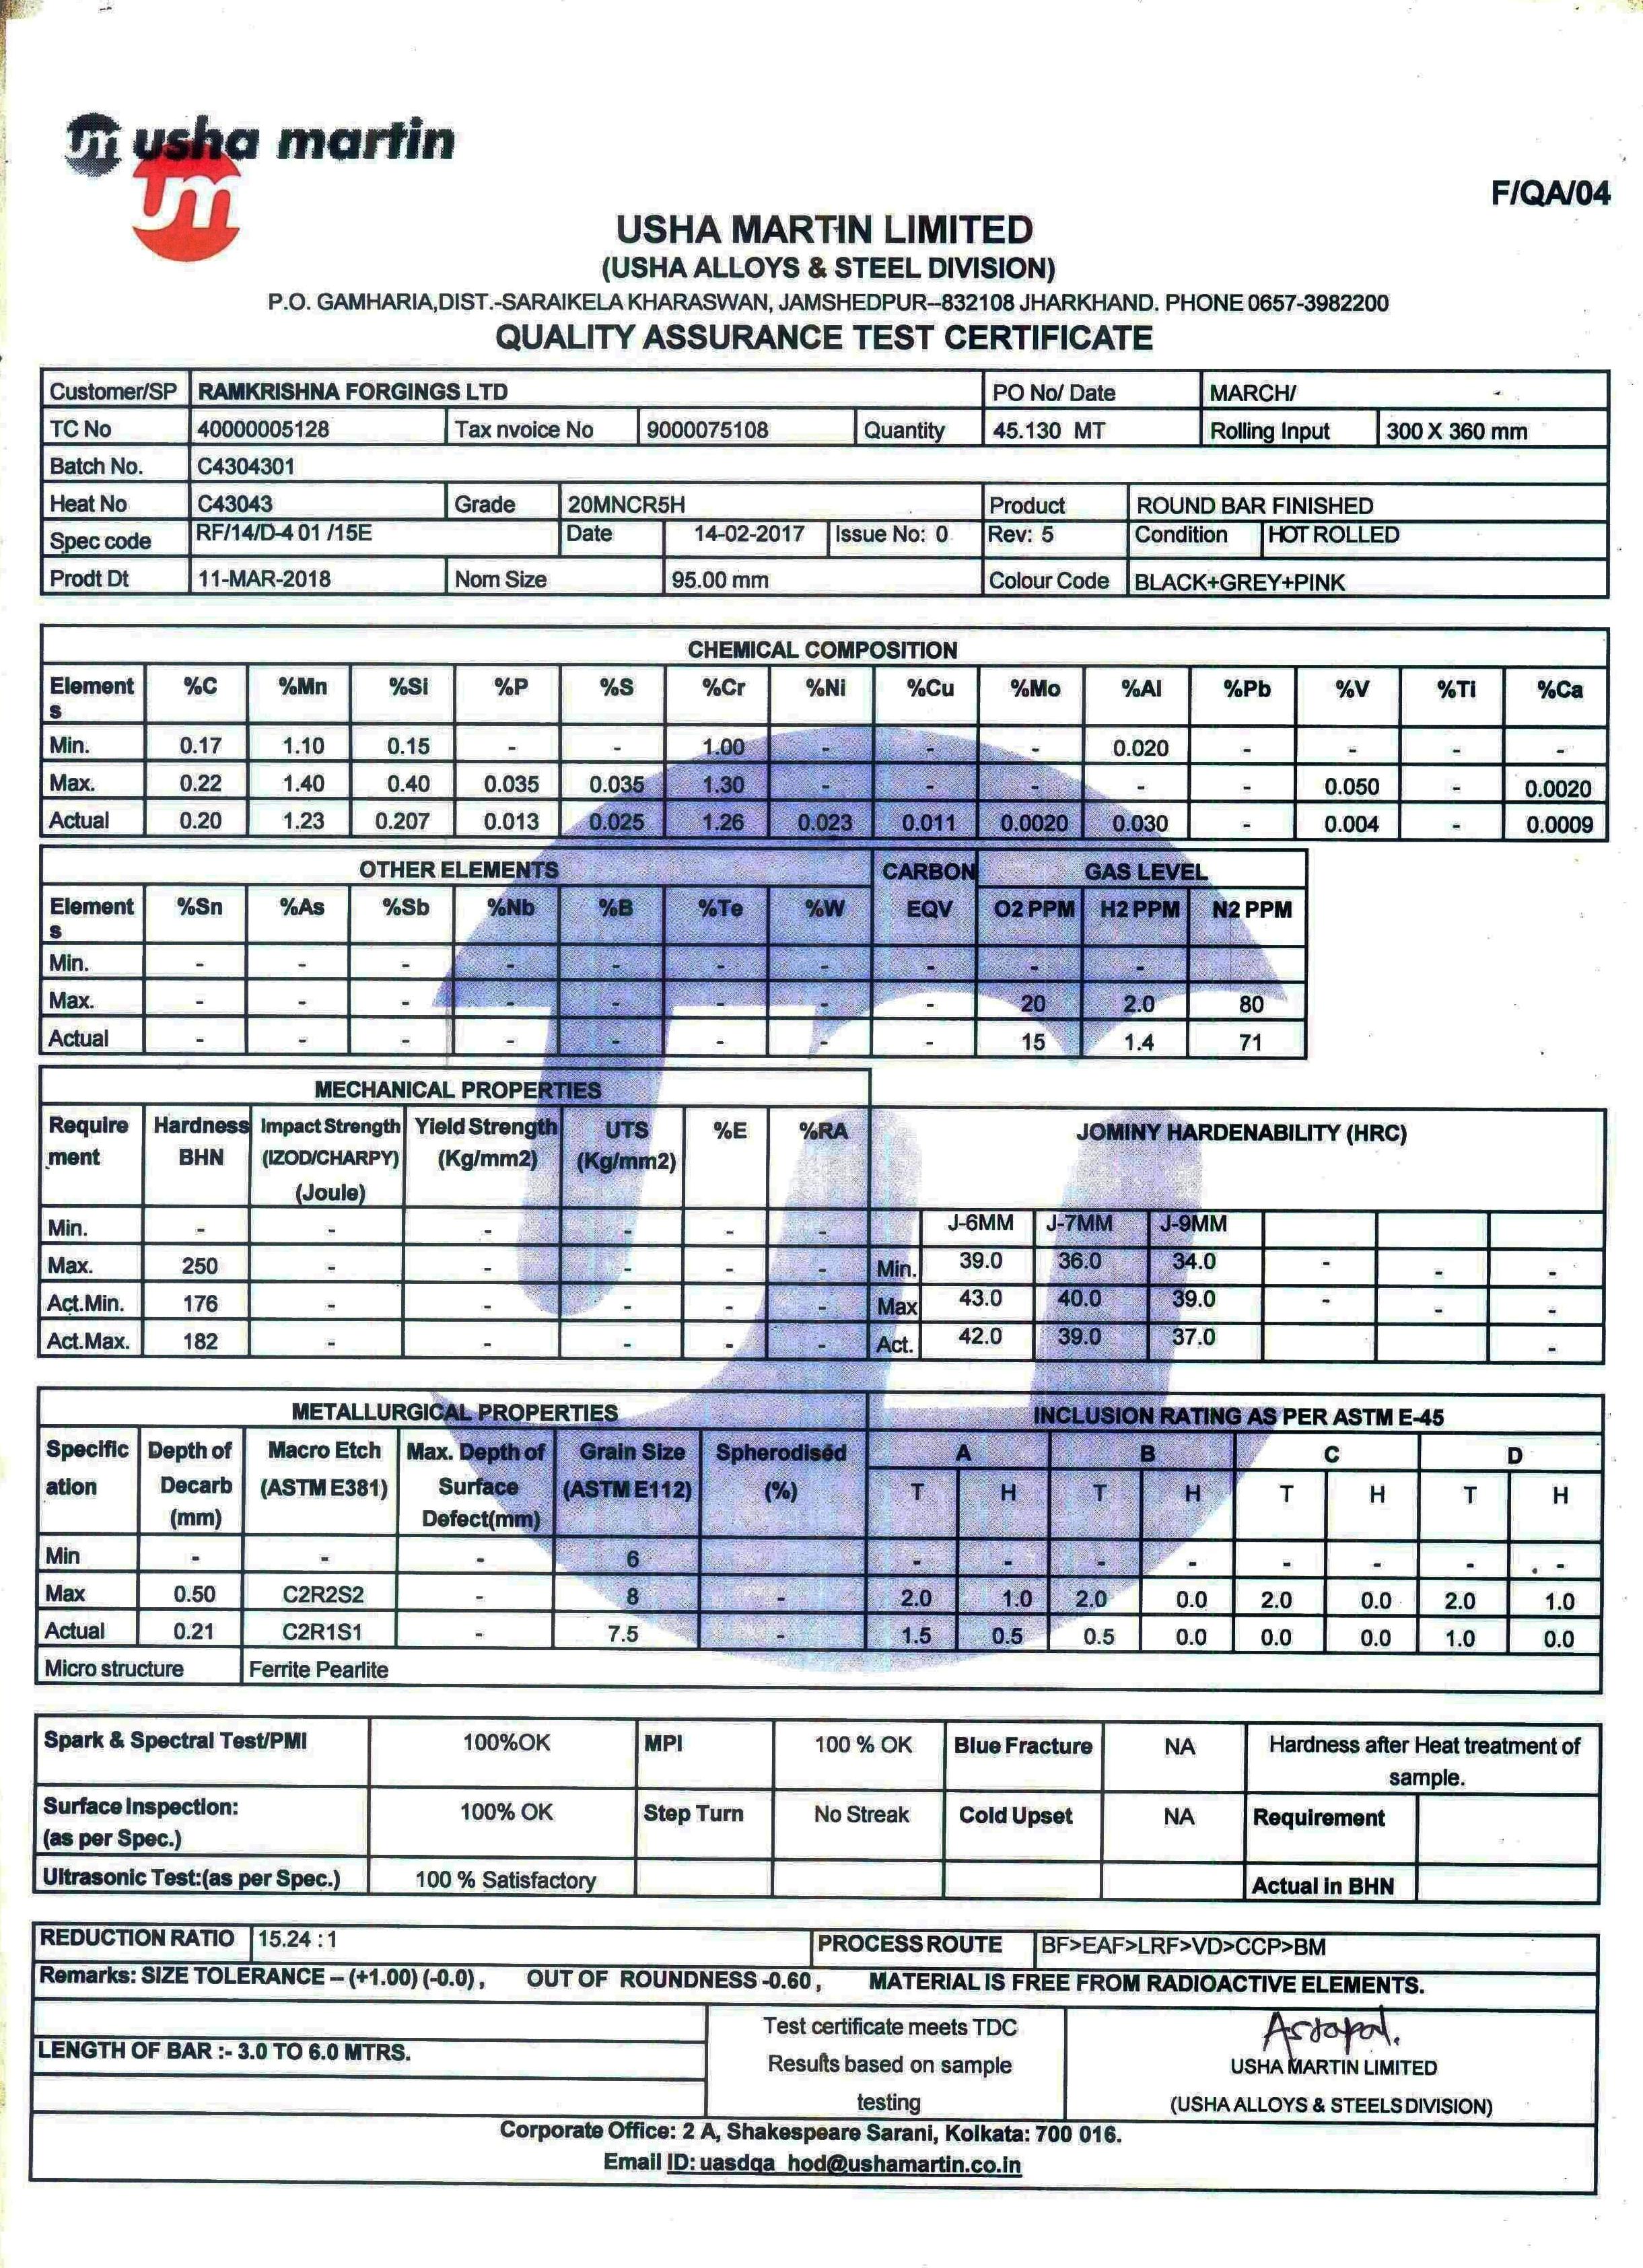 usha martin
F/QA/04
USHA MARTIN LIMITED
(USHA ALLOYS & STEEL DIVISION)
P.O. GAMHARIA,DIST.-SARAIKELA KHARASWAN, JAMSHEDPUR--832108 JHARKHAND. PHONE 0657-3982200
QUALITY ASSURANCE TEST CERTIFICATE
Customer/SP RAMKRISHNA FORGINGS LTD PO No/ Date MARCH/ -
TC No 40000005128 Tax nvoice No 9000075108 Quantity 45.130 MT Rolling Input 300 X 360 mm
Batch No. C4304301
Heat No C43043 Grade 20MNCR5H Product ROUND BAR FINISHED
Spec code RF/14/D-4 01 /15E Date 14-02-2017 Issue No: 0 Rev: 5 Condition HOT ROLLED
Prodt Dt 11-MAR-2018 Nom Size 95.00 mm Colour Code BLACK+GREY+PINK
CHEMICAL COMPOSITION
Element %C %Mn %Si %P %S %Cr %Ni %Cu %Mo %Al %Pb %V %Ti %Ca
s
Min. 0.17 1.10 0.15 - - 1.00 - - - 0.020 - - - -
Max. 0.22 1.40 0.40 0.035 0.035 1.30 - - - - - 0.050 - 0.0020
Actual 0.20 1.23 0.207 0.013 0.025 1.26 0.023 0.011 0.0020 0.030 - 0.004 - 0.0009
OTHER ELEMENTS CARBON GAS LEVEL
Element %Sn %As %Sb %Nb %B %Te %W EQV O2 PPM H2 PPM N2 PPM
s
Min. - - - - - - - - - -
Max. - - - - - - - - 20 2.0 80
Actual - - - - - - - - 15 1.4 71
MECHANICAL PROPERTIES
Require Hardness Impact Strength Yield Strength UTS %E %RA JOMINY HARDENABILITY (HRC)
ment BHN (IZOD/CHARPY) (Kg/mm2) (Kg/mm2)
(Joule)
Min. - - - - - - J-6MM J-7MM J-9MM
Max. 250 - - - - - Min. 39.0 36.0 34.0 - - -
Act.Min. 176 - - - - - Max 43.0 40.0 39.0 - - -
Act.Max. 182 - - - - - Act. 42.0 39.0 37.0 -
METALLURGICAL PROPERTIES INCLUSION RATING AS PER ASTM E-45
Specific Depth of Macro Etch Max. Depth of Grain Size Spherodised A B C D
ation Decarb (ASTM E381) Surface (ASTM E112) (%) T H T H T H T H
(mm) Defect(mm)
Min - - - 6 - - - - - - - -
Max 0.50 C2R2S2 - 8 - 2.0 1.0 2.0 0.0 2.0 0.0 2.0 1.0
Actual 0.21 C2R1S1 - 7.5 - 1.5 0.5 0.5 0.0 0.0 0.0 1.0 0.0
Micro structure Ferrite Pearlite
Spark & Spectral Test/PMI 100%OK MPI 100 % OK Blue Fracture NA Hardness after Heat treatment of
sample.
Surface Inspection: 100% OK Step Turn No Streak Cold Upset NA Requirement
(as per Spec.)
Ultrasonic Test:(as per Spec.) 100 % Satisfactory Actual in BHN
REDUCTION RATIO 15.24 : 1 PROCESS ROUTE BF>EAF>LRF>VD>CCP>BM
Remarks: SIZE TOLERANCE – (+1.00) (-0.0) , OUT OF ROUNDNESS -0.60 , MATERIAL IS FREE FROM RADIOACTIVE ELEMENTS.
Test certificate meets TDC
LENGTH OF BAR :- 3.0 TO 6.0 MTRS.
Results based on sample USHA MARTIN LIMITED
testing (USHA ALLOYS & STEELS DIVISION)
Corporate Office: 2 A, Shakespeare Sarani, Kolkata: 700 016.
Email ID: uasdqa_hod@ushamartin.co.in